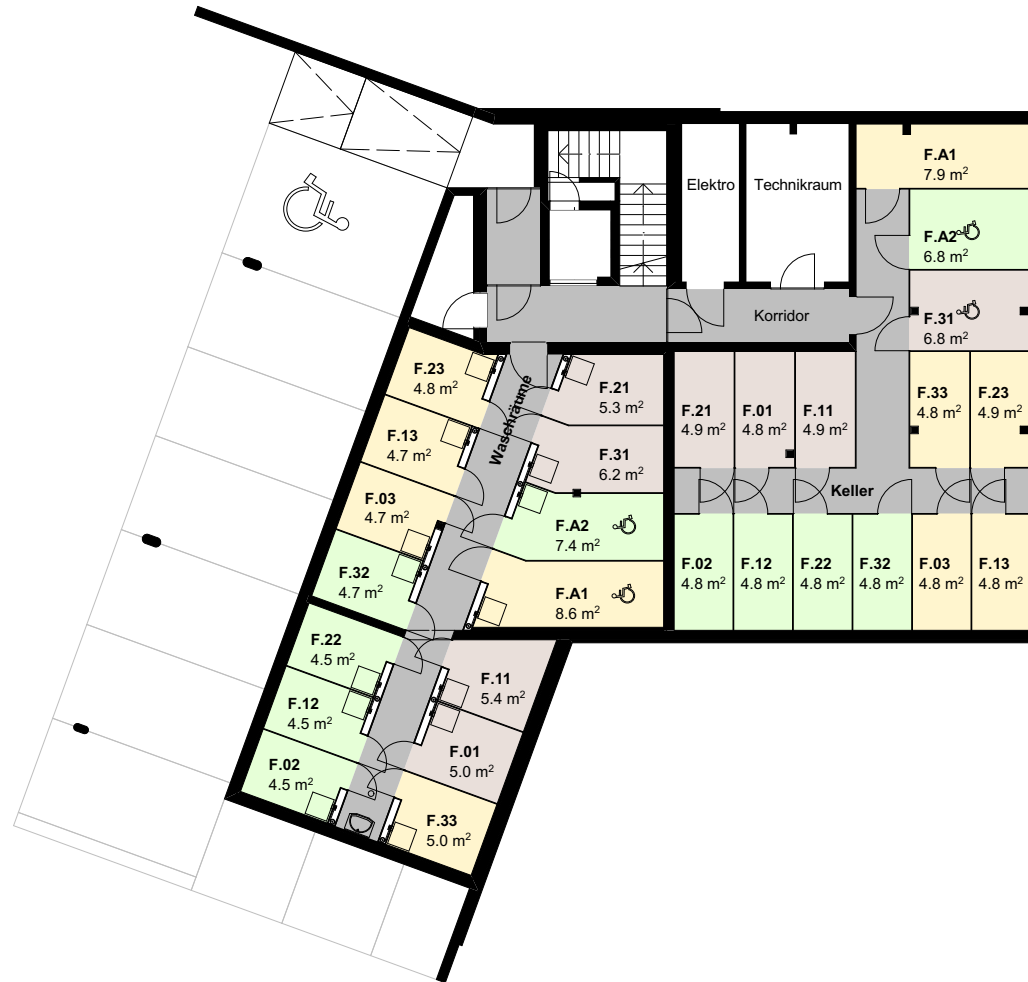 Elektro
Technikraum
Korridor
F.A1
7.9 m²
F.A2
6.8 m²
F.31
6.8 m²
F.33
4.8 m²
F.23
4.9 m²
F.21
4.9 m²
F.01
4.8 m²
F.11
4.9 m²
Keller
F.02
4.8 m²
F.12
4.8 m²
F.22
4.8 m²
F.32
4.8 m²
F.03
4.8 m²
F.13
4.8 m²
Waschräume
F.23
4.8 m²
F.13
4.7 m²
F.03
4.7 m²
F.32
4.7 m²
F.21
5.3 m²
F.31
6.2 m²
F.A2
7.4 m²
F.A1
8.6 m²
F.22
4.5 m²
F.12
4.5 m²
F.02
4.5 m²
F.11
5.4 m²
F.01
5.0 m²
F.33
5.0 m²